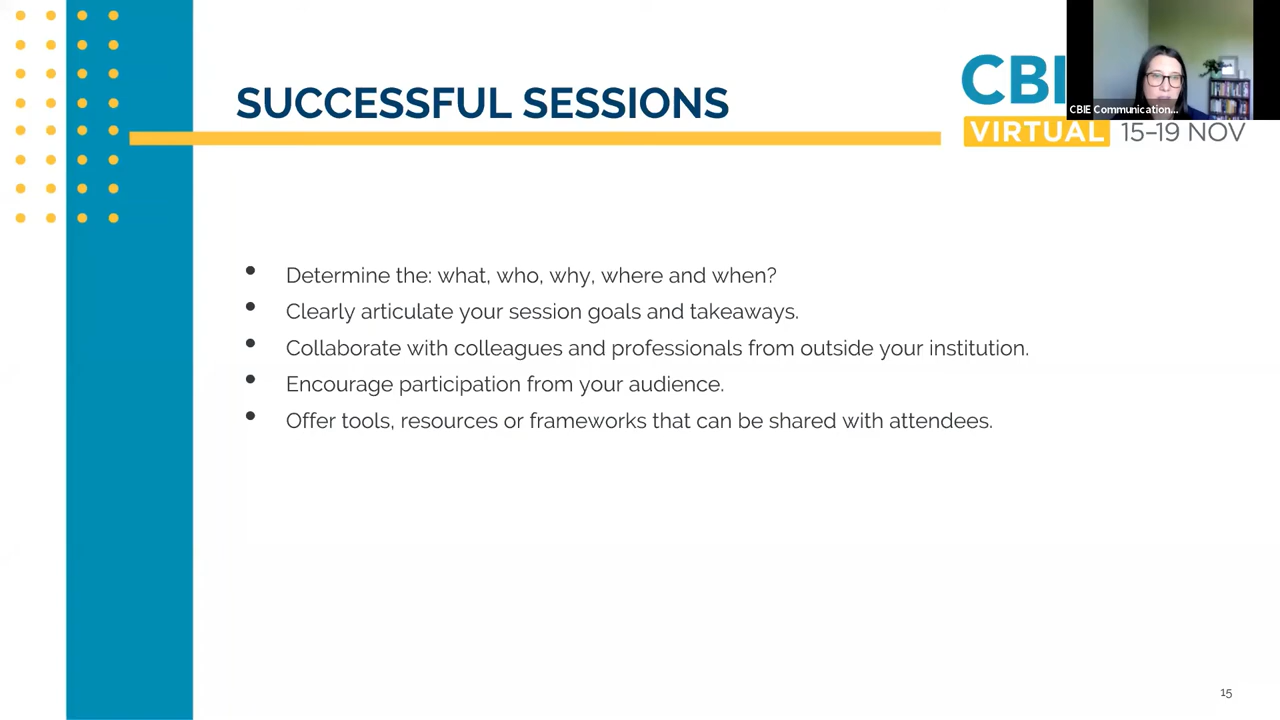 SUCCESSFUL SESSIONS
CBI
CBIE Communication...
VIRTUAL 15-19 NOV
• Determine the: what, who, why, where and when?
• Clearly articulate your session goals and takeaways.
• Collaborate with colleagues and professionals from outside your institution.
• Encourage participation from your audience.
• Offer tools, resources or frameworks that can be shared with attendees.
15